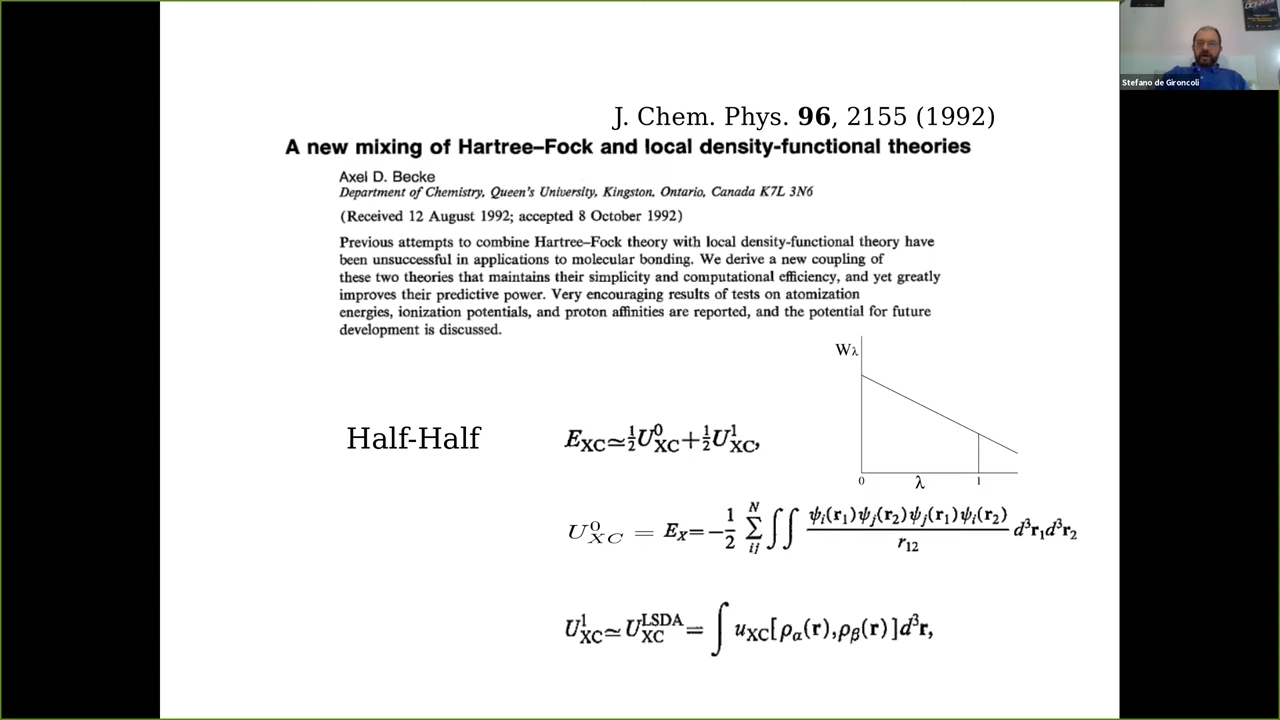 Stefano de Gironcoli
J. Chem. Phys. 96, 2155 (1992)
A new mixing of Hartree–Fock and local density-functional theories
Axel D. Becke
Department of Chemistry, Queen's University, Kingston, Ontario, Canada K7L 3N6
(Received 12 August 1992; accepted 8 October 1992)
Previous attempts to combine Hartree–Fock theory with local density-functional theory have
been unsuccessful in applications to molecular bonding. We derive a new coupling of
these two theories that maintains their simplicity and computational efficiency, and yet greatly
improves their predictive power. Very encouraging results of tests on atomization
energies, ionization potentials, and proton affinities are reported, and the potential for future
development is discussed.
Wλ
0 λ 1
Half-Half
E_XC≃½U⁰_XC+½U¹_XC,
U⁰_XC = E_X=−1/2 ∑_{ij}^{N} ∫∫ ψ_i(r₁)ψ_j(r₂)ψ_j(r₁)ψ_i(r₂)/r₁₂ d³r₁d³r₂
U¹_XC≃U_XC^LSDA=∫ u_XC[ρ_α(r),ρ_β(r)]d³r,